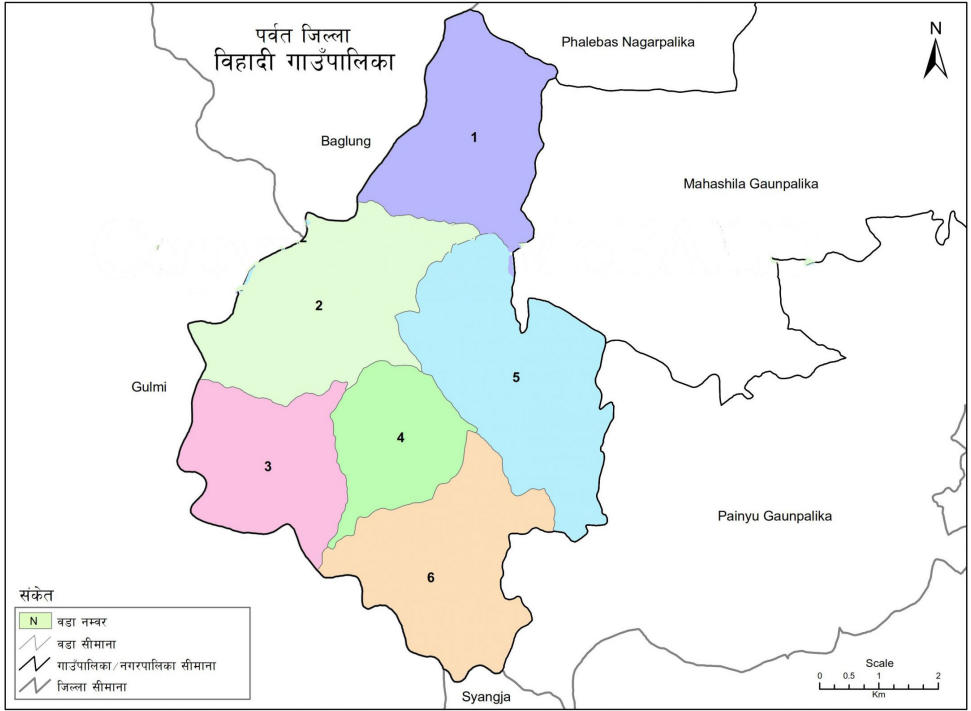 पर्वत जिल्ला
विहादी गाउँपालिका
N
Phalebas Nagarpalika
Baglung
1
Mahashila Gaunpalika
2
5
Gulmi
4
3
Painyu Gaunpalika
6
संकेत
N वडा नम्बर
वडा सीमाना
गाउँपालिका/नगरपालिका सीमाना
जिल्ला सीमाना
Syangja
Scale
0 0.5 1 2
Km